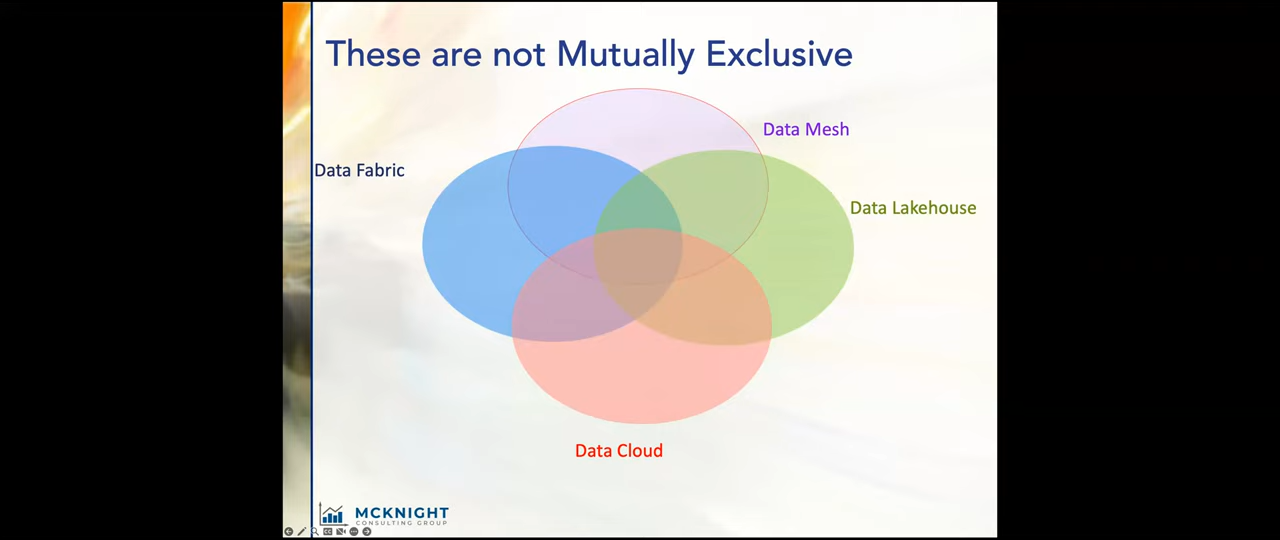 These are not Mutually Exclusive
Data Mesh
Data Fabric
Data Lakehouse
Data Cloud
MCKNIGHT
CONSULTING GROUP